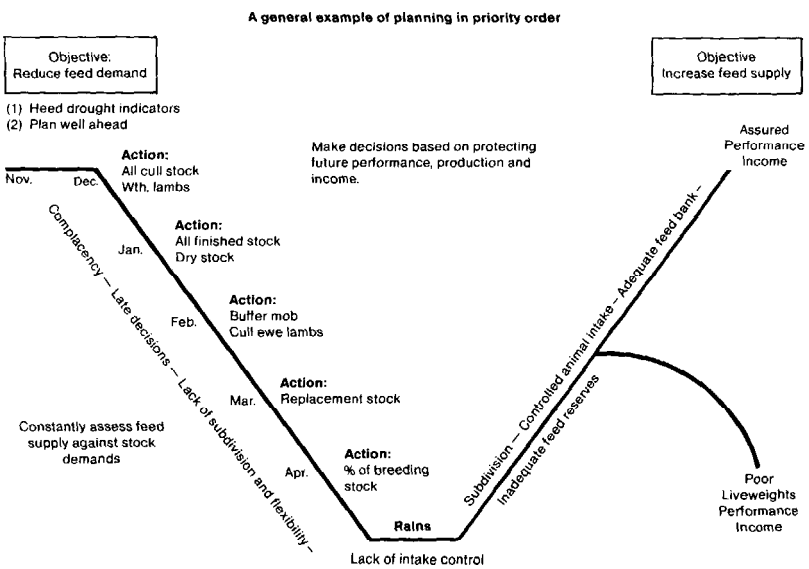 A general example of planning in priority order
Objective:
Reduce feed demand
(1) Heed drought indicators
(2) Plan well ahead
Objective
Increase feed supply
Make decisions based on protecting
future performance, production and
income.
Assured
Performance
Income
Nov.
Dec.
Action:
All cull stock
Wth. lambs
Jan.
Action:
All finished stock
Dry stock
Feb.
Action:
Buffer mob
Cull ewe lambs
Mar.
Action:
Replacement stock
Apr.
Action:
% of breeding
stock
Complacency — Late decisions — Lack of subdivision and flexibility –
Constantly assess feed
supply against stock
demands
Rains
Lack of intake control
Subdivision — Controlled animal intake – Adequate feed bank –
Inadequate feed reserves
Poor
Liveweights
Performance
Income